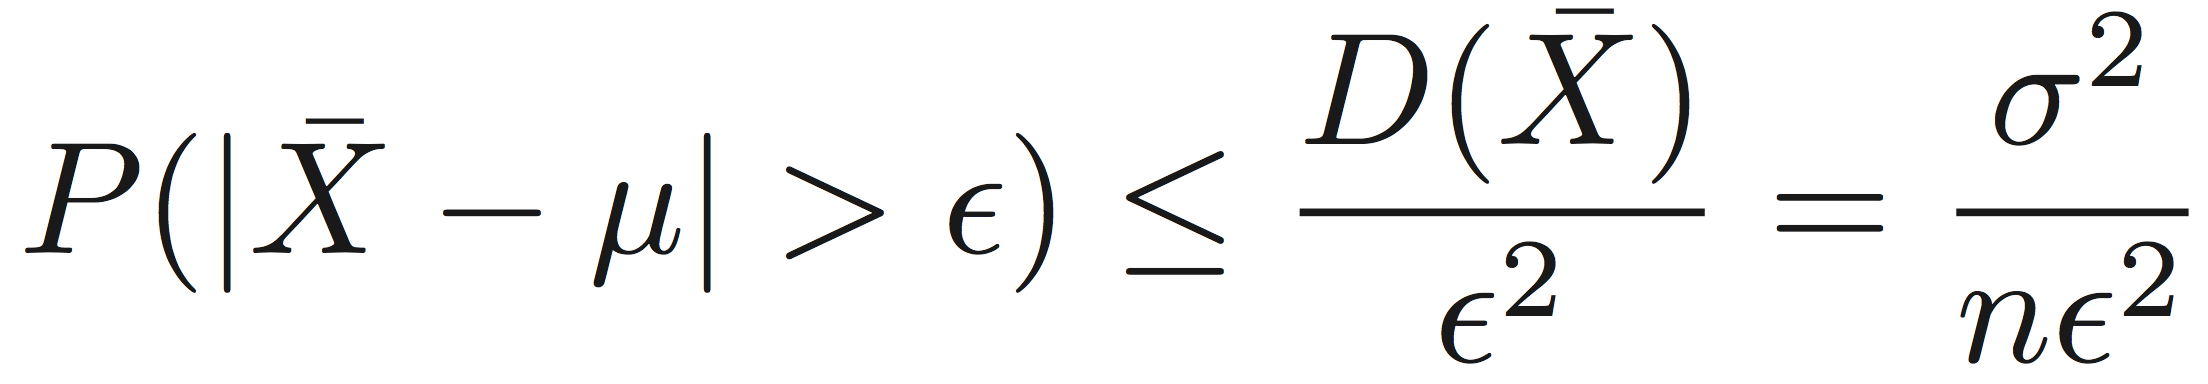 P(|X̄ − μ| > ϵ) ≤ D(X̄)/ϵ² = σ²/nϵ²